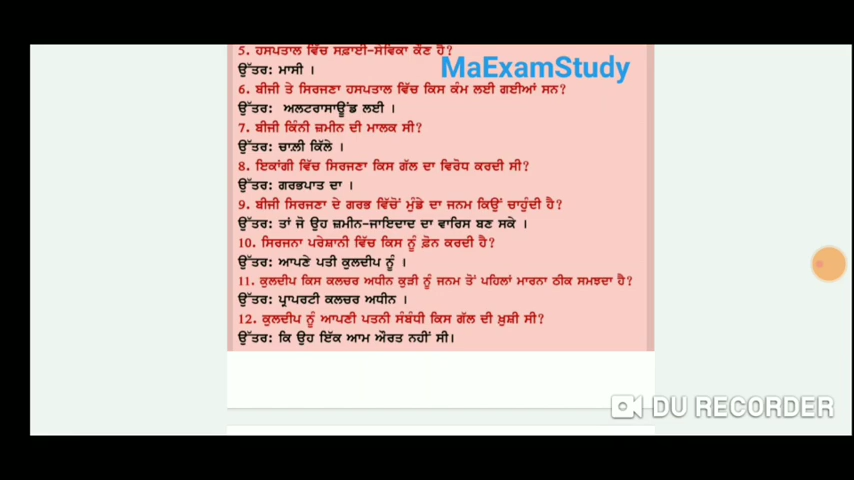 5. ਹਸਪਤਾਲ ਵਿੱਚ ਸਫ਼ਾਈ-ਸੇਵਿਕਾ ਕੌਣ ਹੈ?
ਉੱਤਰ: ਮਾਸੀ ।
MaExamStudy
6. ਬੀਜੀ ਤੇ ਸਿਰਜਣਾ ਹਸਪਤਾਲ ਵਿੱਚ ਕਿਸ ਕੰਮ ਲਈ ਗਈਆਂ ਸਨ?
ਉੱਤਰ: ਅਲਟਰਾਸਾਊਂਡ ਲਈ ।
7. ਬੀਜੀ ਕਿੰਨੀ ਜ਼ਮੀਨ ਦੀ ਮਾਲਕ ਸੀ?
ਉੱਤਰ: ਚਾਲ਼ੀ ਕਿੱਲੇ ।
8. ਇਕਾਂਗੀ ਵਿੱਚ ਸਿਰਜਣਾ ਕਿਸ ਗੱਲ ਦਾ ਵਿਰੋਧ ਕਰਦੀ ਸੀ?
ਉੱਤਰ: ਗਰਭਪਾਤ ਦਾ ।
9. ਬੀਜੀ ਸਿਰਜਣਾ ਦੇ ਗਰਭ ਵਿੱਚੋਂ ਮੁੰਡੇ ਦਾ ਜਨਮ ਕਿਉਂ ਚਾਹੁੰਦੀ ਹੈ?
ਉੱਤਰ: ਤਾਂ ਜੋ ਉਹ ਜ਼ਮੀਨ-ਜਾਇਦਾਦ ਦਾ ਵਾਰਿਸ ਬਣ ਸਕੇ ।
10. ਸਿਰਜਨਾ ਪਰੇਸ਼ਾਨੀ ਵਿੱਚ ਕਿਸ ਨੂੰ ਫ਼ੋਨ ਕਰਦੀ ਹੈ?
ਉੱਤਰ: ਆਪਣੇ ਪਤੀ ਕੁਲਦੀਪ ਨੂੰ ।
11. ਕੁਲਦੀਪ ਕਿਸ ਕਲਚਰ ਅਧੀਨ ਕੁੜੀ ਨੂੰ ਜਨਮ ਤੋਂ ਪਹਿਲਾਂ ਮਾਰਨਾ ਠੀਕ ਸਮਝਦਾ ਹੈ?
ਉੱਤਰ: ਪ੍ਰਾਪਰਟੀ ਕਲਚਰ ਅਧੀਨ ।
12. ਕੁਲਦੀਪ ਨੂੰ ਆਪਣੀ ਪਤਨੀ ਸੰਬੰਧੀ ਕਿਸ ਗੱਲ ਦੀ ਖ਼ੁਸ਼ੀ ਸੀ?
ਉੱਤਰ: ਕਿ ਉਹ ਇੱਕ ਆਮ ਔਰਤ ਨਹੀਂ ਸੀ।
DU RECORDER